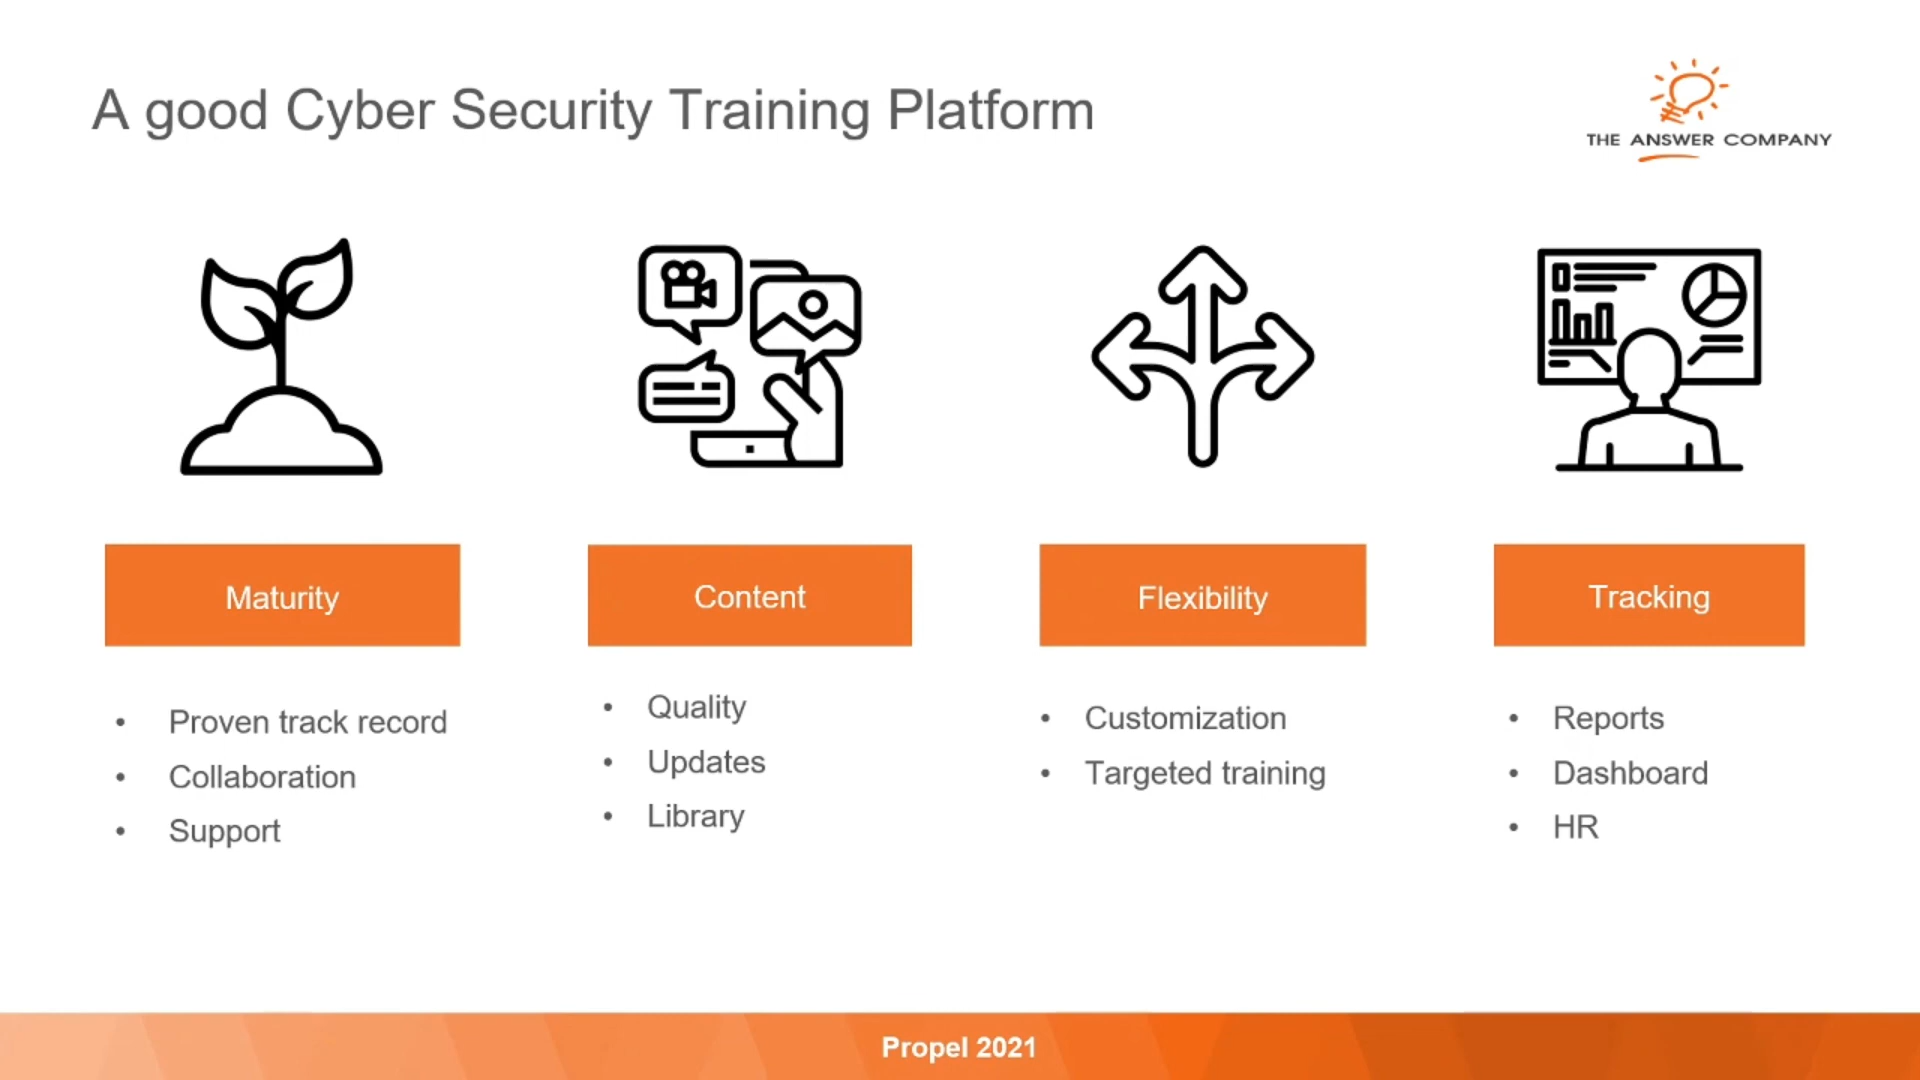 A good Cyber Security Training Platform
THE ANSWER COMPANY
Maturity
• Proven track record
• Collaboration
• Support
Content
• Quality
• Updates
• Library
Flexibility
• Customization
• Targeted training
Tracking
• Reports
• Dashboard
• HR
Propel 2021